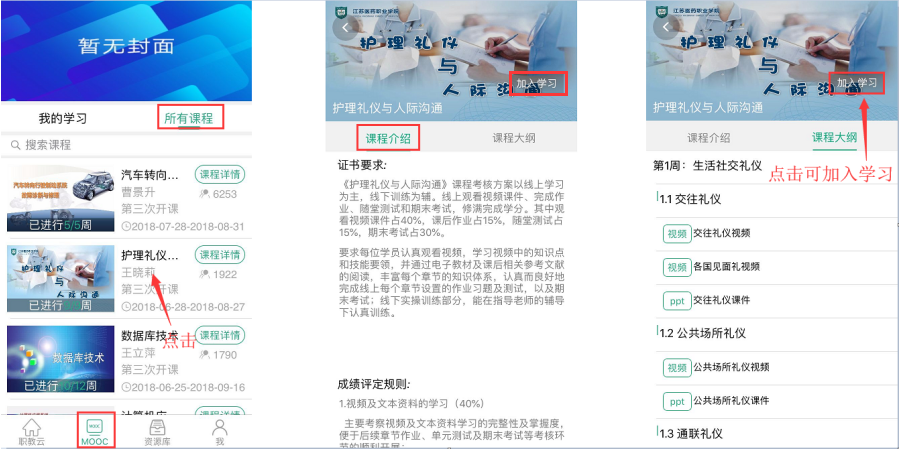 暂无封面
我的学习
所有课程
搜索课程
汽车转向行驶制动系统
故障诊断与修复
已进行5/5周
汽车转向...
课程详情
曹景升
6253
第三次开课
2018-07-28-2018-08-31
护理礼仪
与
人际沟通
已进行 周
护理礼仪...
课程详情
王晓莉
1922
第三次开课
2018-06-28-2018-08-27
点击
数据库技术
已进行10/12周
数据库技术
课程详情
王立萍
1790
第三次开课
2018-06-25-2018-09-16
计算机应
课程详情
职教云
MOOC
资源库
我
江苏医药职业学院
护理礼仪
与
人际沟通
加入学习
护理礼仪与人际沟通
课程介绍
课程大纲
证书要求:
《护理礼仪与人际沟通》课程考核方案以线上学习
为主，线下训练为辅。线上观看视频课件、完成作
业、随堂测试和期末考试，修满完成学分。其中观
看视频课件占40%，课后作业占15%，随堂测试占
15%，期末考试占30%。
要求每位学员认真观看视频，学习视频中的知识点
和技能要领，并通过电子教材及课后相关参考文献
的阅读，丰富每个章节的知识体系，认真而良好地
完成线上每个章节设置的作业习题及测试，以及期
末考试；线下实操训练部分，能在指导老师的辅导
下认真训练。
成绩评定规则:
1.视频及文本资料的学习（40%）
主要考察视频及文本资料学习的完整性及掌握度，
便于后续章节作业、单元测试及期末考试等考核环
节的顺利开展；
江苏医药职业学院
护理礼仪
与
人际沟通
加入学习
护理礼仪与人际沟通
课程介绍
课程大纲
点击可加入学习
第1周：生活社交礼仪
1.1 交往礼仪
视频 交往礼仪视频
视频 各国见面礼视频
ppt 交往礼仪课件
1.2 公共场所礼仪
视频 公共场所礼仪视频
ppt 公共场所礼仪课件
1.3 通联礼仪